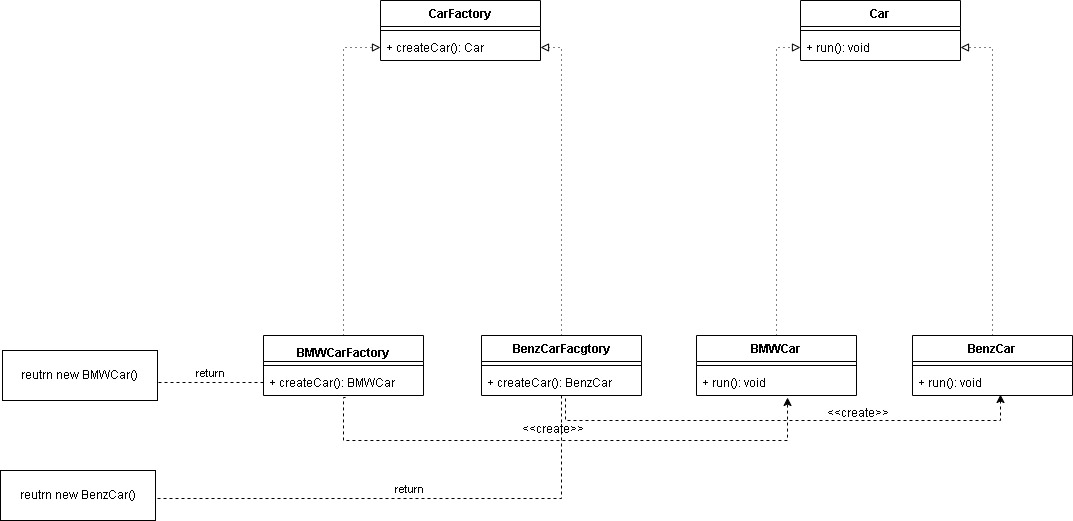 CarFactory
Car
+ createCar(): Car
+ run(): void
BMWCarFactory
BenzCarFacgtory
BMWCar
BenzCar
reutrn new BMWCar()
return
+ createCar(): BMWCar
+ createCar(): BenzCar
+ run(): void
+ run(): void
<<create>>
<<create>>
reutrn new BenzCar()
return